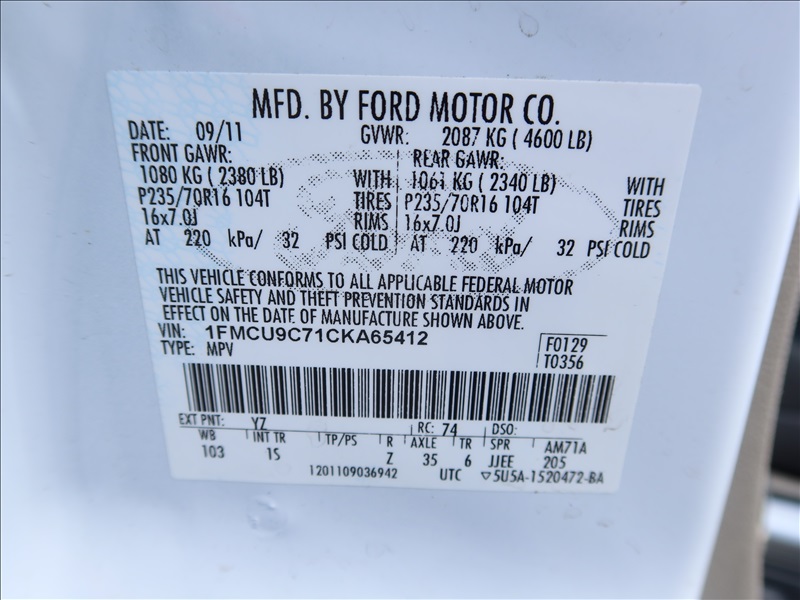 MFD. BY FORD MOTOR CO.
DATE: 09/11 GVWR: 2087 KG ( 4600 LB)
FRONT GAWR: REAR GAWR:
1080 KG ( 2380 LB) WITH 1061 KG ( 2340 LB) WITH
P235/70R16 104T TIRES P235/70R16 104T TIRES
16x7.0J RIMS 16x7.0J RIMS
AT 220 kPa/ 32 PSI COLD AT 220 kPa/ 32 PSI COLD
THIS VEHICLE CONFORMS TO ALL APPLICABLE FEDERAL MOTOR
VEHICLE SAFETY AND THEFT PREVENTION STANDARDS IN
EFFECT ON THE DATE OF MANUFACTURE SHOWN ABOVE.
VIN: 1FMCU9C71CKA65412 F0129
TYPE: MPV T0356
EXT PNT: YZ RC: 74 DSO:
WB INT TR TP/PS R AXLE TR SPR AM71A
103 1S Z 35 6 JJEE 205
1201109036942 UTC ▽5U5A-1520472-BA